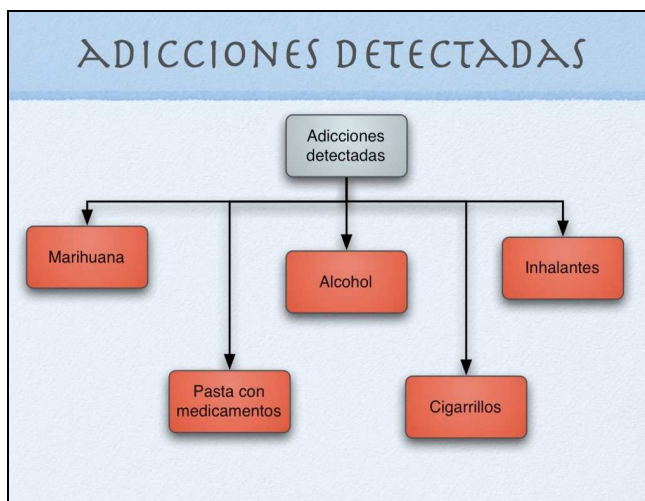 ADICCIONES DETECTADAS
Adicciones
detectadas
Marihuana
Alcohol
Inhalantes
Pasta con
medicamentos
Cigarrillos